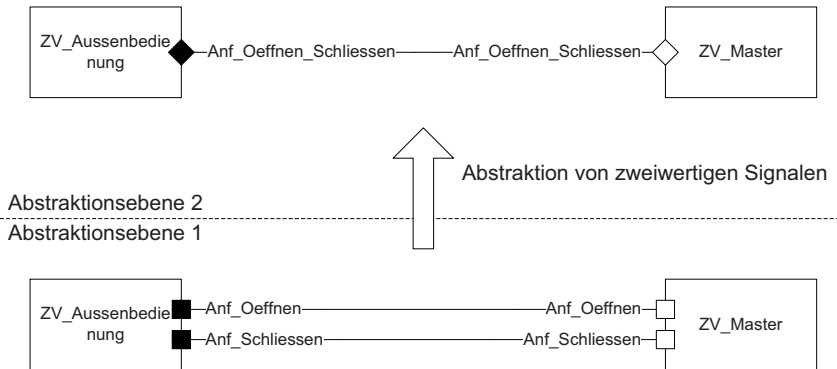 ZV_Aussenbedie
nung
Anf_Oeffnen_Schliessen Anf_Oeffnen_Schliessen
ZV_Master
Abstraktion von zweiwertigen Signalen
Abstraktionsebene 2
Abstraktionsebene 1
ZV_Aussenbedie
nung
Anf_Oeffnen Anf_Oeffnen
Anf_Schliessen Anf_Schliessen
ZV_Master